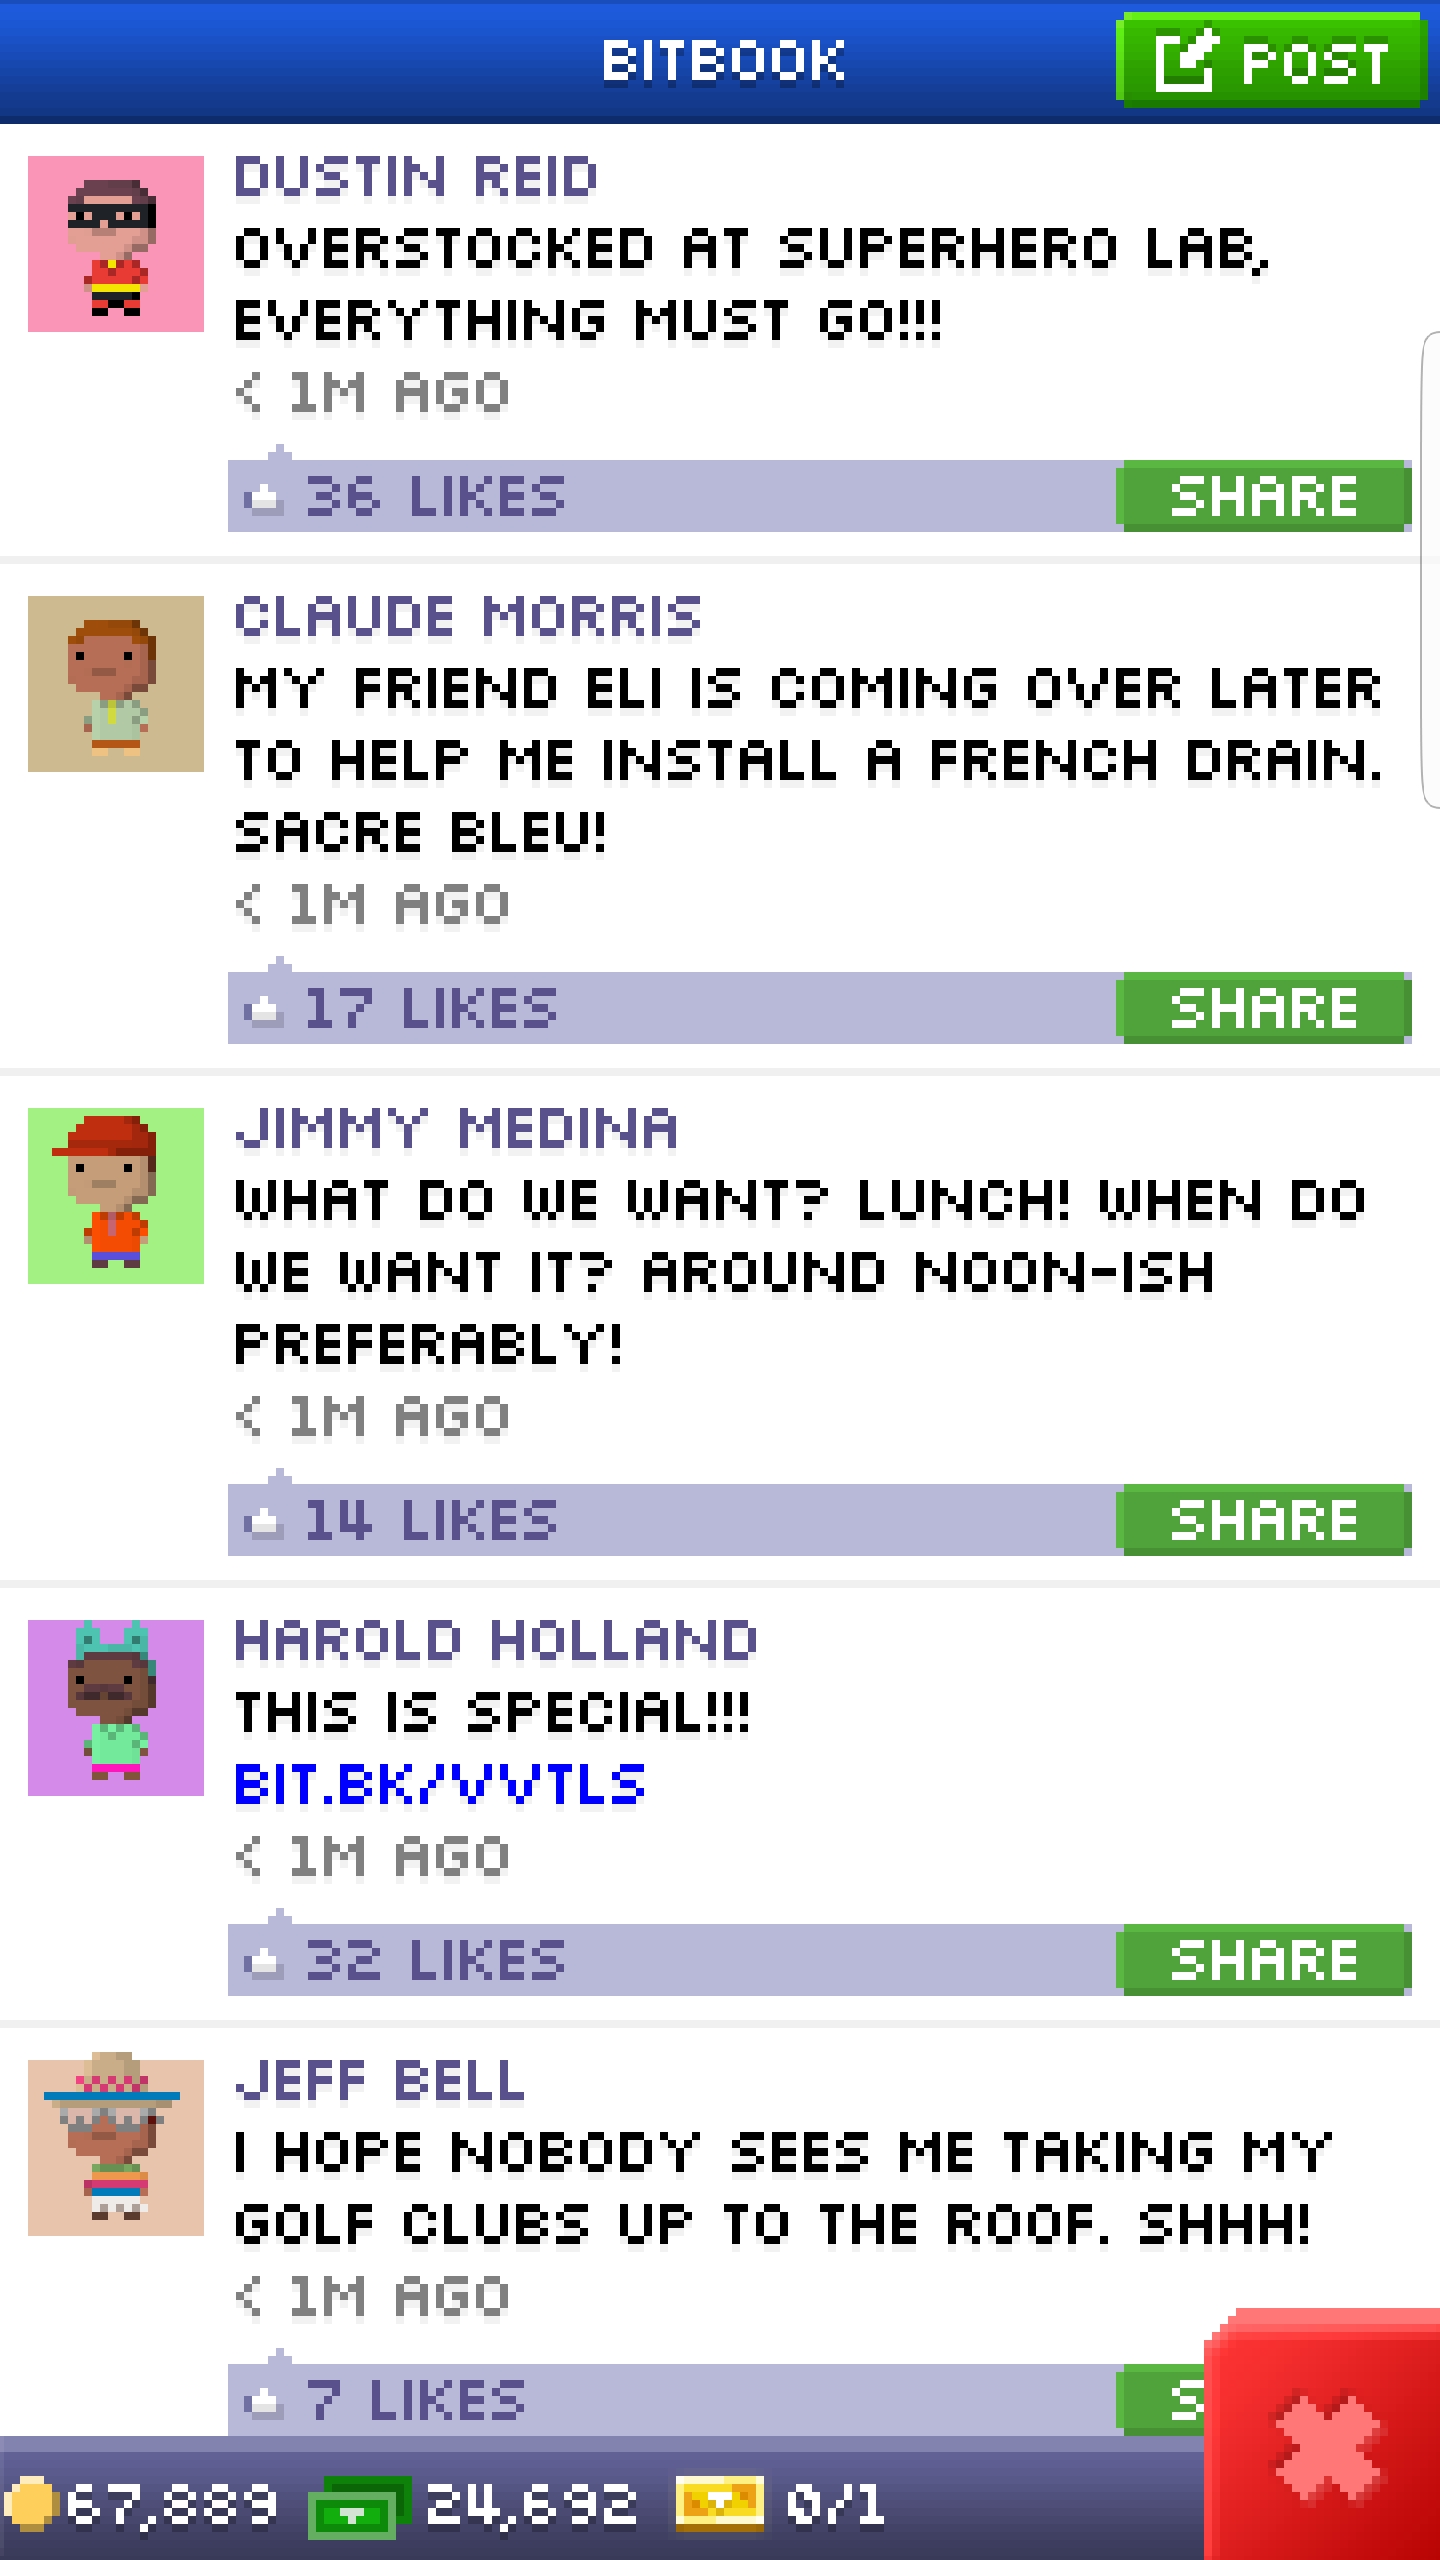 BITBOOK
POST
DUSTIN REID
OVERSTOCKED AT SUPERHERO LAB,
EVERYTHING MUST GO!!!
< 1M AGO
36 LIKES
SHARE
CLAUDE MORRIS
MY FRIEND ELI IS COMING OVER LATER
TO HELP ME INSTALL A FRENCH DRAIN.
SACRE BLEU!
< 1M AGO
17 LIKES
SHARE
JIMMY MEDINA
WHAT DO WE WANT? LUNCH! WHEN DO
WE WANT IT? AROUND NOON-ISH
PREFERABLY!
< 1M AGO
14 LIKES
SHARE
HAROLD HOLLAND
THIS IS SPECIAL!!!
BIT.BK/VVTLS
< 1M AGO
32 LIKES
SHARE
JEFF BELL
I HOPE NOBODY SEES ME TAKING MY
GOLF CLUBS UP TO THE ROOF. SHHH!
< 1M AGO
7 LIKES
S
67,889
24,692
0/1